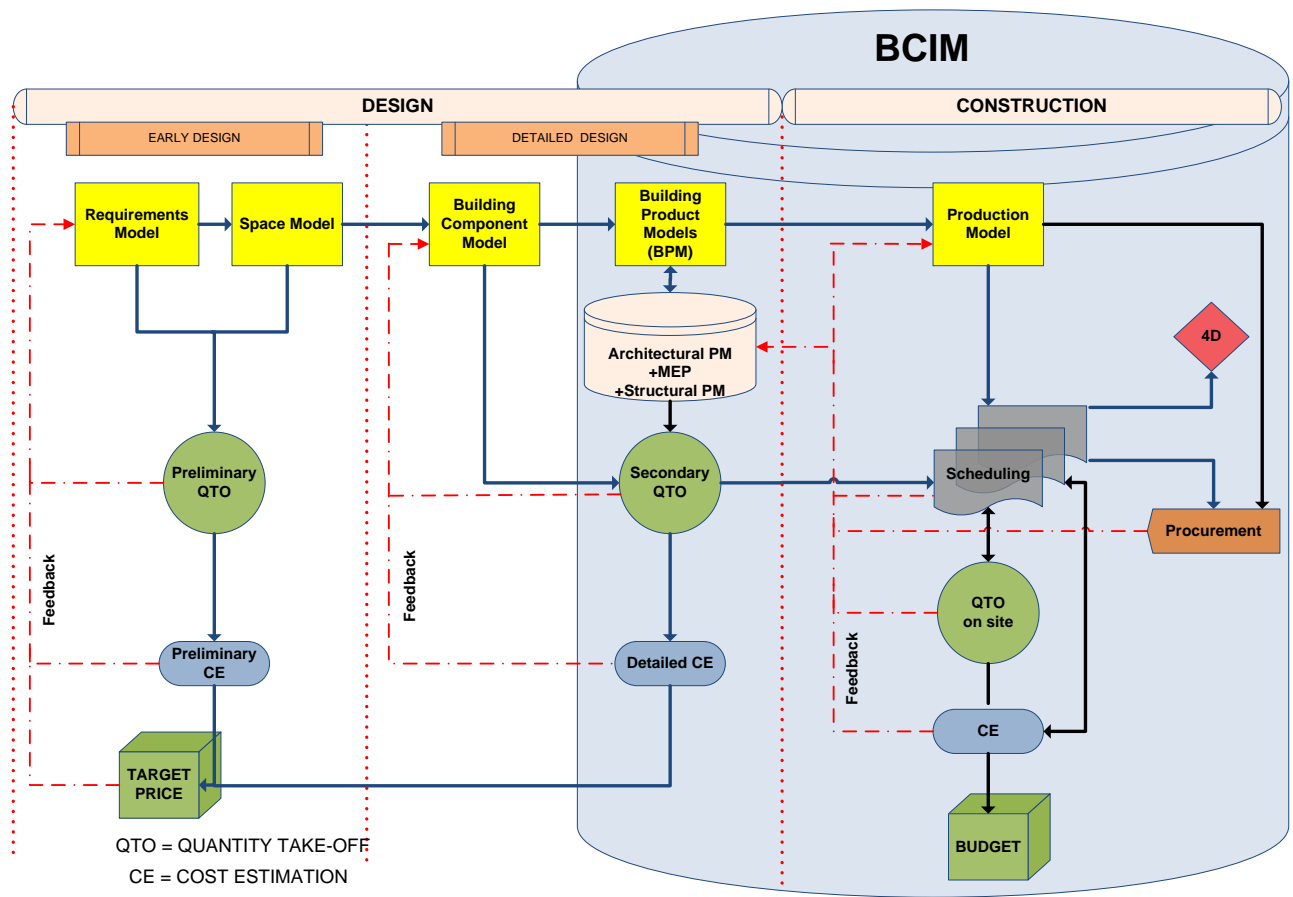 BCIM
DESIGN
CONSTRUCTION
EARLY DESIGN
DETAILED DESIGN
Requirements
Model
Space Model
Building
Component
Model
Building
Product
Models
(BPM)
Production
Model
4D
Architectural PM
+MEP
+Structural PM
Preliminary
QTO
Secondary
QTO
Scheduling
Procurement
Feedback
Feedback
QTO
on site
Preliminary
CE
Detailed CE
Feedback
CE
TARGET
PRICE
BUDGET
QTO = QUANTITY TAKE-OFF
CE = COST ESTIMATION